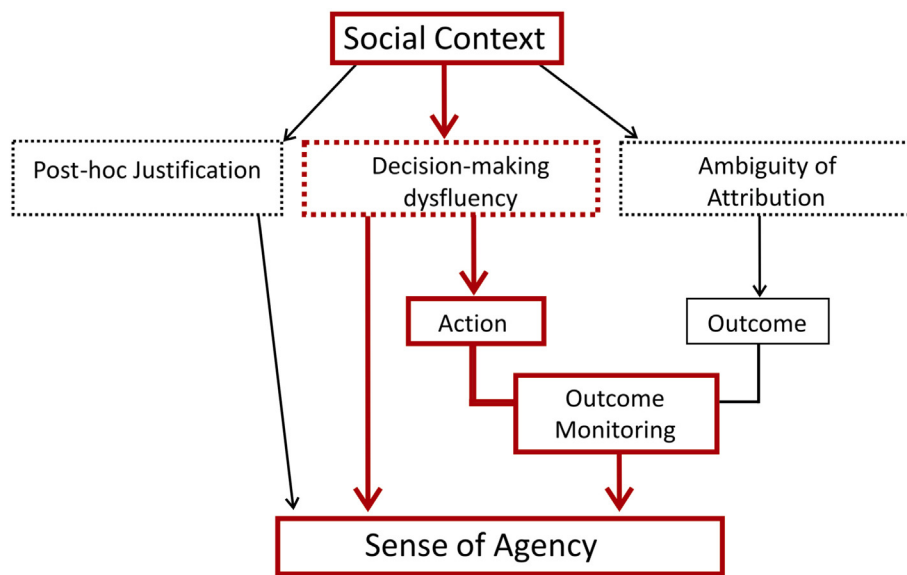 Social Context
Post-hoc Justification
Decision-making
dysfluency
Ambiguity of
Attribution
Action
Outcome
Outcome
Monitoring
Sense of Agency